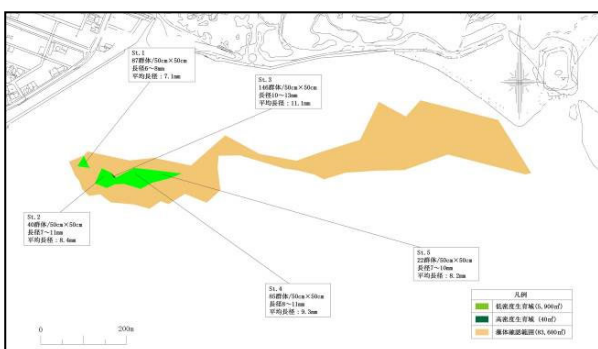 St.1
87群体/50cm×50cm
長径6～8mm
平均長径：7.1mm
St.3
146群体/50cm×50cm
長径10～13mm
平均長径：11.1mm
St.2
40群体/50cm×50cm
長径7～11mm
平均長径：8.4mm
St.5
22群体/50cm×50cm
長径7～10mm
平均長径：8.2mm
St.4
85群体/50cm×50cm
長径8～11mm
平均長径：9.3mm
凡例
低密度生育域(5,900㎡)
高密度生育域 (40㎡)
群体確認範囲(83,600㎡)
0
200m